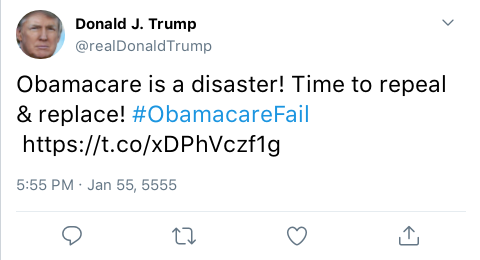 Donald J. Trump
@realDonaldTrump
Obamacare is a disaster! Time to repeal
& replace! #ObamacareFail
https://t.co/xDPhVczf1g
5:55 PM · Jan 55, 5555